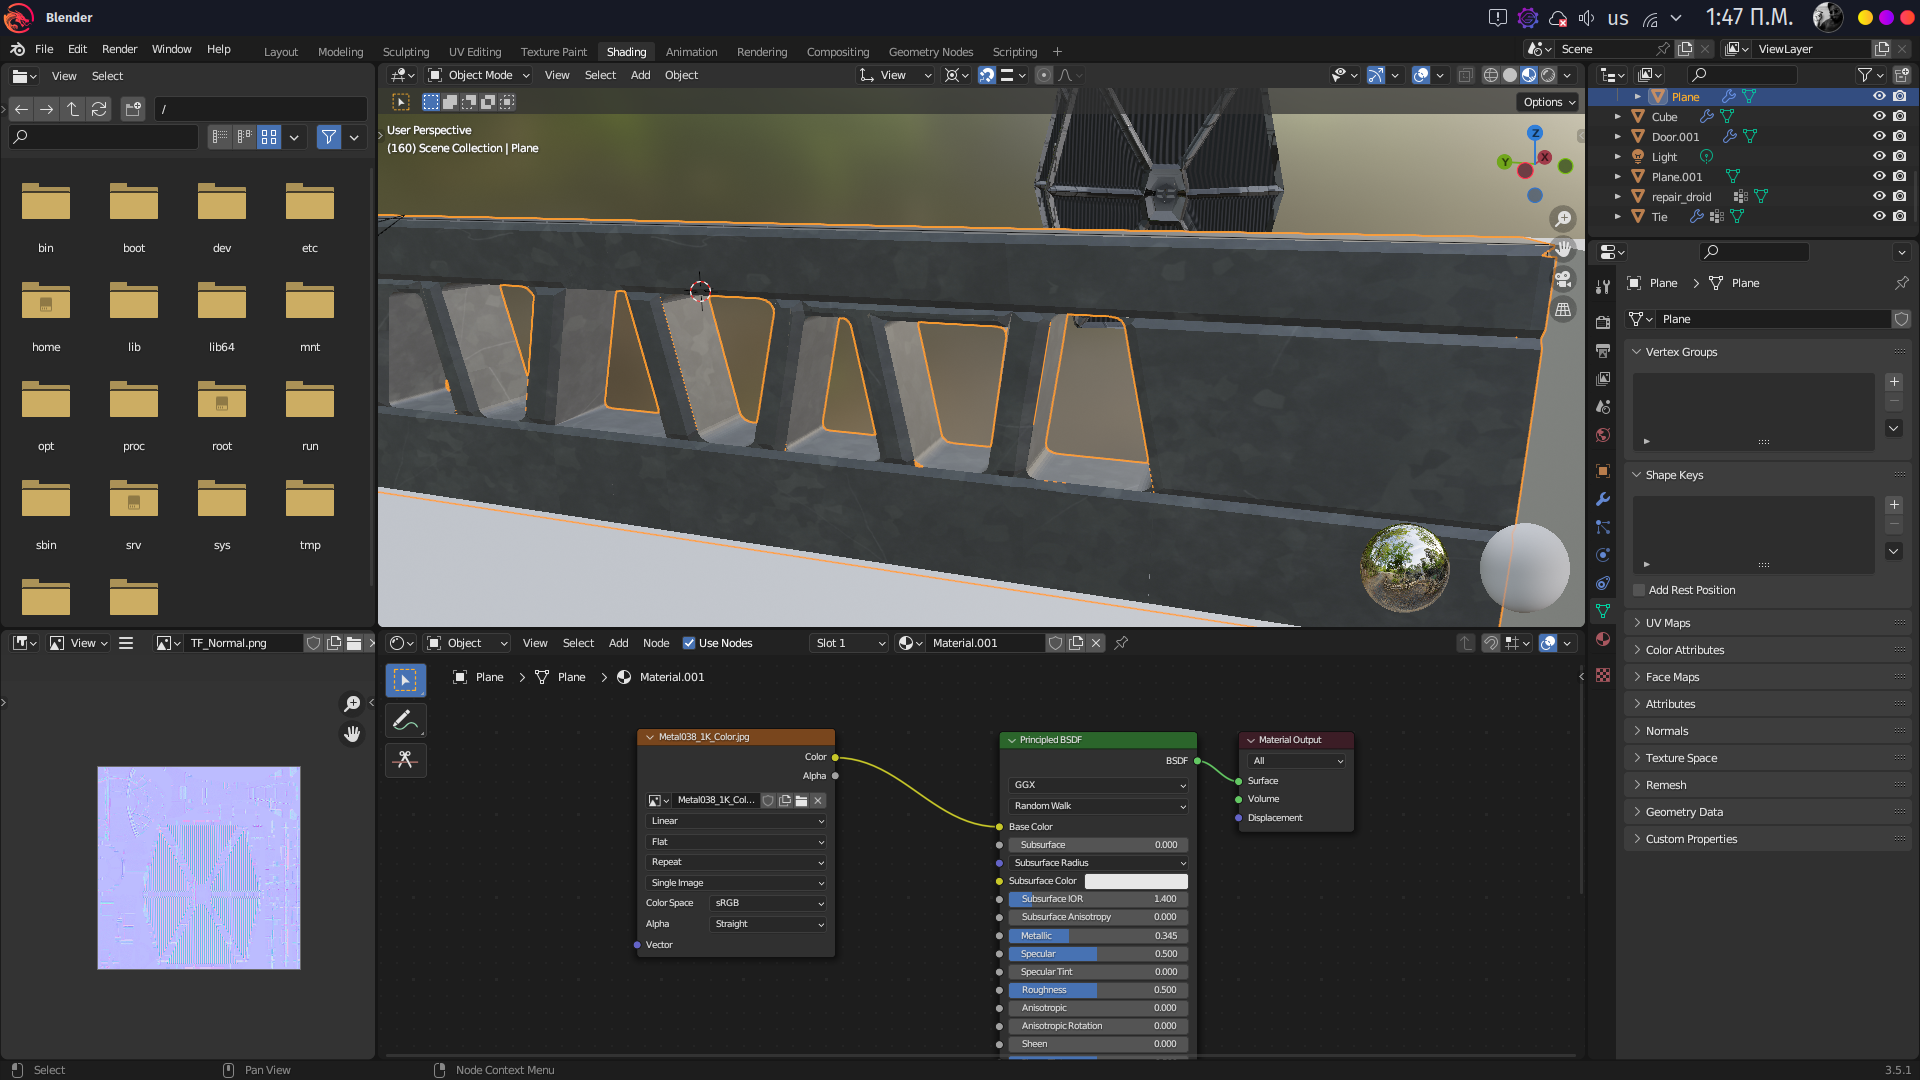 Blender
us
1:47 П.М.
File Edit Render Window Help
Layout Modeling Sculpting UV Editing Texture Paint Shading Animation Rendering Compositing Geometry Nodes Scripting +
Scene
ViewLayer
View Select
Object Mode View Select Add Object
View
/
Options
User Perspective
(160) Scene Collection | Plane
Z
Y
X
bin boot dev etc
home lib lib64 mnt
opt proc root run
sbin srv sys tmp
Plane
Cube
Door.001
Light
Plane.001
repair_droid
Tie
Plane > Plane
Plane
Vertex Groups
Shape Keys
Add Rest Position
UV Maps
Color Attributes
Face Maps
Attributes
Normals
Texture Space
Remesh
Geometry Data
Custom Properties
View
TF_Normal.png
Object View Select Add Node Use Nodes
Slot 1
Material.001
Plane > Plane > Material.001
Metal038_1K_Color.jpg
Color
Alpha
Metal038_1K_Col...
Linear
Flat
Repeat
Single Image
Color Space sRGB
Alpha Straight
Vector
Principled BSDF
BSDF
GGX
Random Walk
Base Color
Subsurface 0.000
Subsurface Radius
Subsurface Color
Subsurface IOR 1.400
Subsurface Anisotropy 0.000
Metallic 0.345
Specular 0.500
Specular Tint 0.000
Roughness 0.500
Anisotropic 0.000
Anisotropic Rotation 0.000
Sheen 0.000
Material Output
All
Surface
Volume
Displacement
Select
Pan View
Node Context Menu
3.5.1